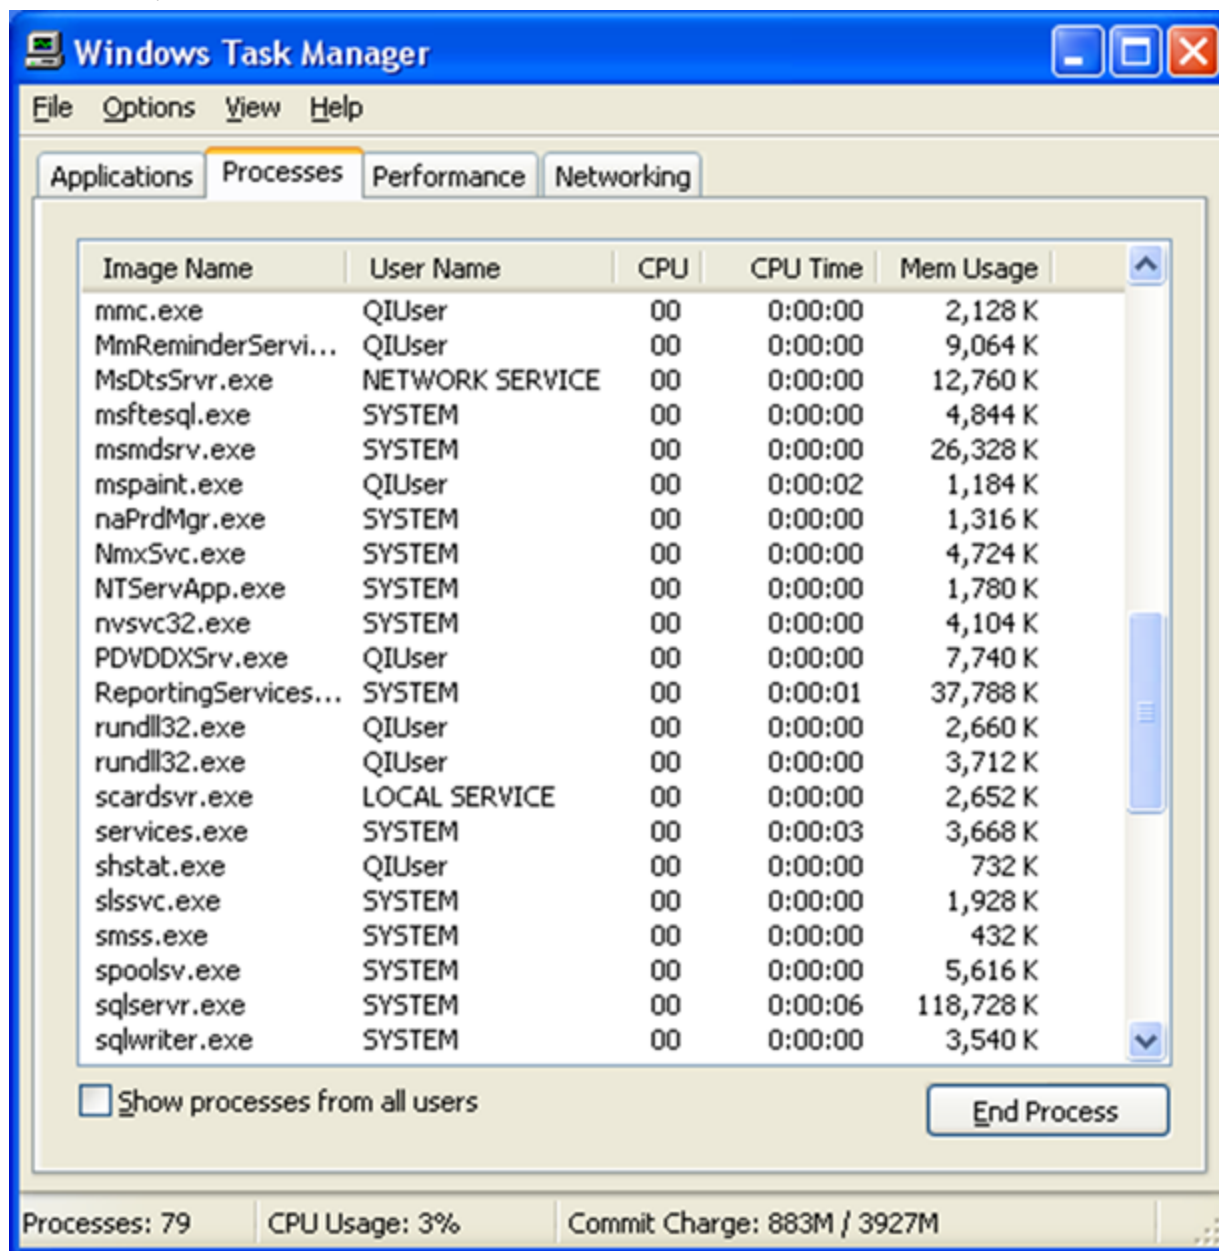 Windows Task Manager
File Options View Help
Applications Processes Performance Networking
Image Name User Name CPU CPU Time Mem Usage
mmc.exe QIUser 00 0:00:00 2,128 K
MmReminderServi... QIUser 00 0:00:00 9,064 K
MsDtsSrvr.exe NETWORK SERVICE 00 0:00:00 12,760 K
msftesql.exe SYSTEM 00 0:00:00 4,844 K
msmdsrv.exe SYSTEM 00 0:00:00 26,328 K
mspaint.exe QIUser 00 0:00:02 1,184 K
naPrdMgr.exe SYSTEM 00 0:00:00 1,316 K
NmxSvc.exe SYSTEM 00 0:00:00 4,724 K
NTServApp.exe SYSTEM 00 0:00:00 1,780 K
nvsvc32.exe SYSTEM 00 0:00:00 4,104 K
PDVDDXSrv.exe QIUser 00 0:00:00 7,740 K
ReportingServices... SYSTEM 00 0:00:01 37,788 K
rundll32.exe QIUser 00 0:00:00 2,660 K
rundll32.exe QIUser 00 0:00:00 3,712 K
scardsvr.exe LOCAL SERVICE 00 0:00:00 2,652 K
services.exe SYSTEM 00 0:00:03 3,668 K
shstat.exe QIUser 00 0:00:00 732 K
slssvc.exe SYSTEM 00 0:00:00 1,928 K
smss.exe SYSTEM 00 0:00:00 432 K
spoolsv.exe SYSTEM 00 0:00:00 5,616 K
sqlservr.exe SYSTEM 00 0:00:06 118,728 K
sqlwriter.exe SYSTEM 00 0:00:00 3,540 K
Show processes from all users End Process
Processes: 79 CPU Usage: 3% Commit Charge: 883M / 3927M